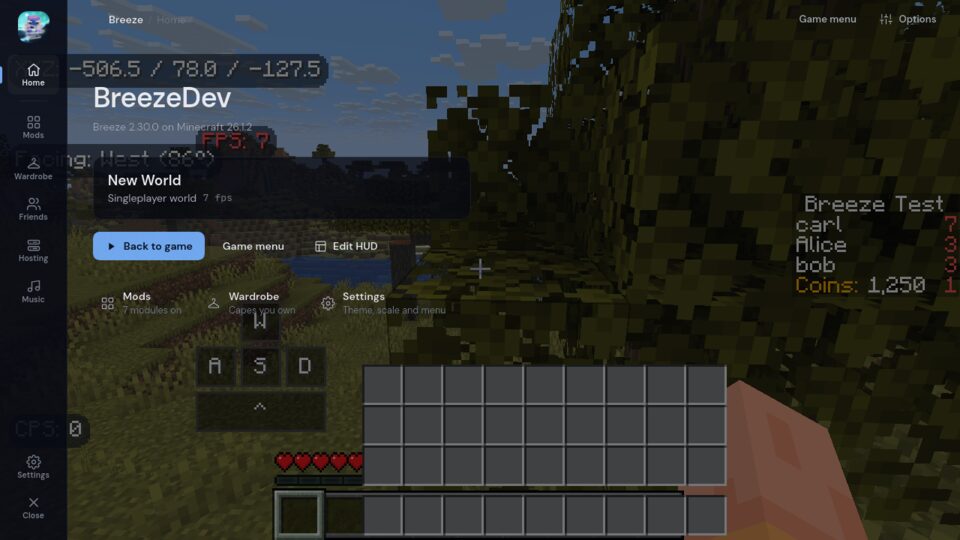 Breeze / Home
Game menu
Options
XYZ: -506.5 / 78.0 / -127.5
Home
BreezeDev
Breeze 2.30.0 on Minecraft 26.1.2
FPS: 7
Mods
Facing: West (86°)
Wardrobe
New World
Singleplayer world 7 fps
Friends
Breeze Test
carl 7
Alice 3
bob 3
Coins: 1,250 1
Hosting
Back to game
Game menu
Edit HUD
Music
Mods
7 modules on
Wardrobe
Capes you own
Settings
Theme, scale and menu
W
A S D
^
CPS: 0
Settings
Close